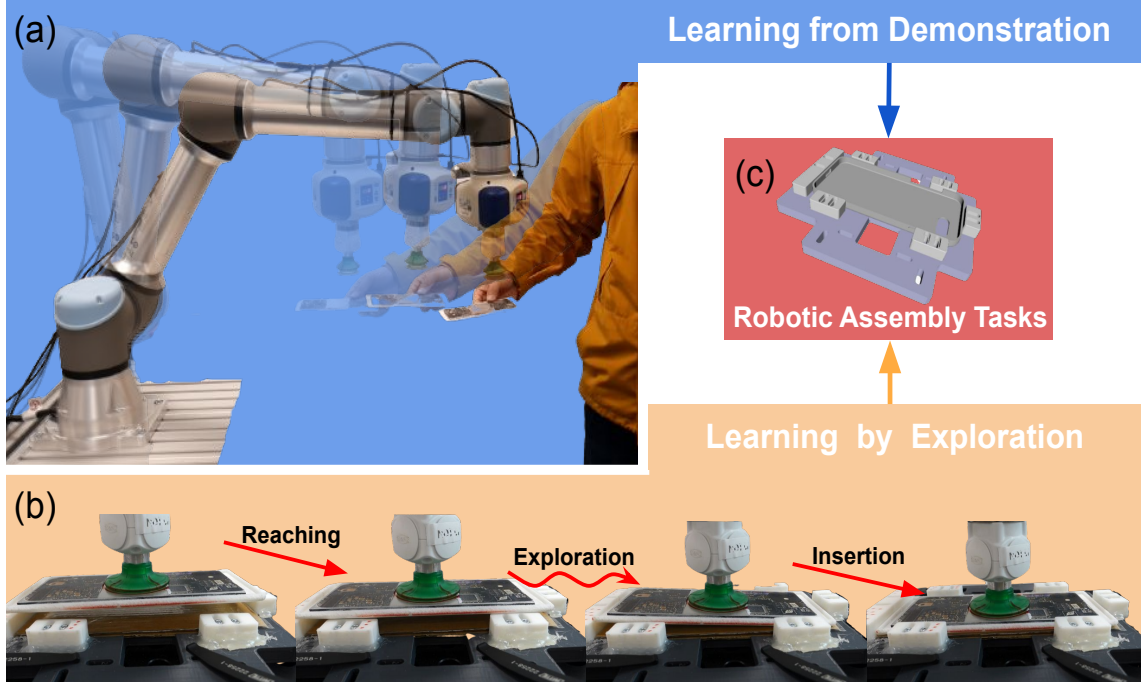 (a)
Learning from Demonstration
(c)
Robotic Assembly Tasks
Learning by Exploration
(b)
Reaching
Exploration
Insertion